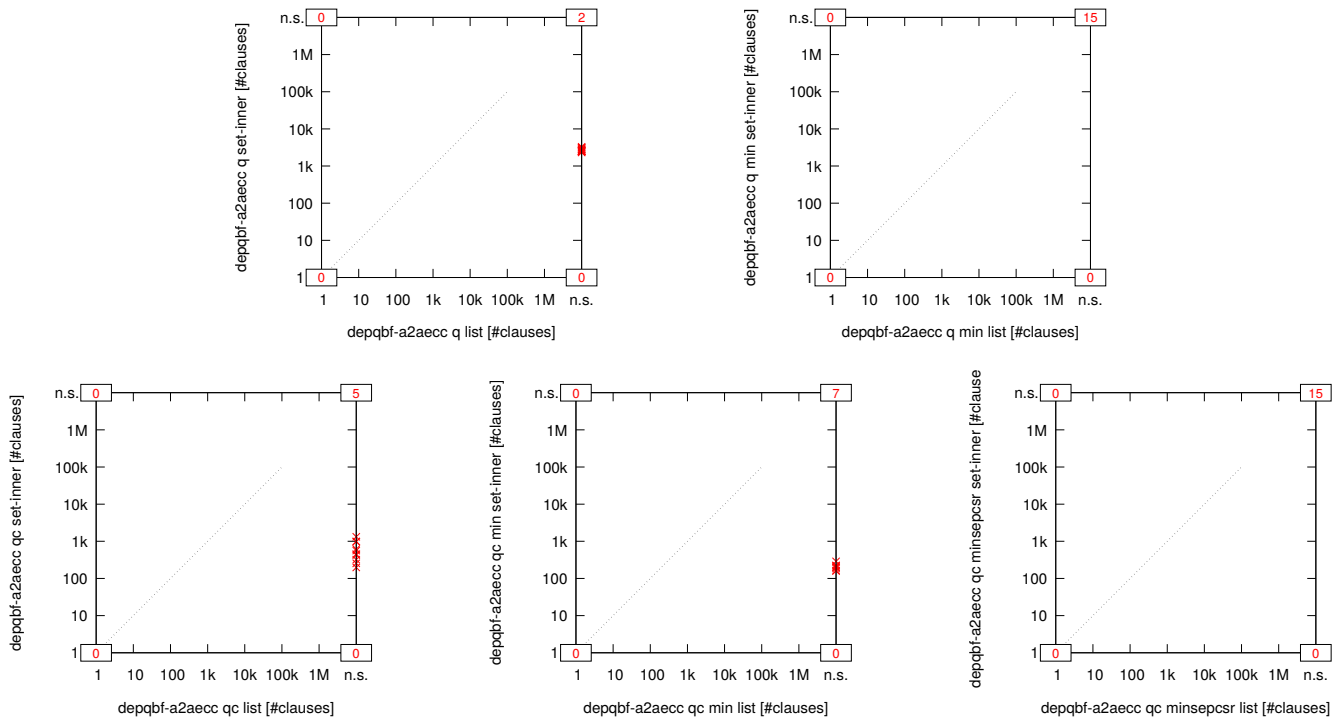 n.s. 0 2
1M
100k
10k
1k
100
10
1 0 0
1 10 100 1k 10k 100k 1M n.s.
depqbf-a2aecc q set-inner [#clauses]
depqbf-a2aecc q list [#clauses]
n.s. 0 15
1M
100k
10k
1k
100
10
1 0 0
1 10 100 1k 10k 100k 1M n.s.
depqbf-a2aecc q min set-inner [#clauses]
depqbf-a2aecc q min list [#clauses]
n.s. 0 5
1M
100k
10k
1k
100
10
1 0 0
1 10 100 1k 10k 100k 1M n.s.
depqbf-a2aecc qc set-inner [#clauses]
depqbf-a2aecc qc list [#clauses]
n.s. 0 7
1M
100k
10k
1k
100
10
1 0 0
1 10 100 1k 10k 100k 1M n.s.
depqbf-a2aecc qc min set-inner [#clauses]
depqbf-a2aecc qc min list [#clauses]
n.s. 0 15
1M
100k
10k
1k
100
10
1 0 0
1 10 100 1k 10k 100k 1M n.s.
depqbf-a2aecc qc minsepcsr set-inner [#clause
depqbf-a2aecc qc minsepcsr list [#clauses]